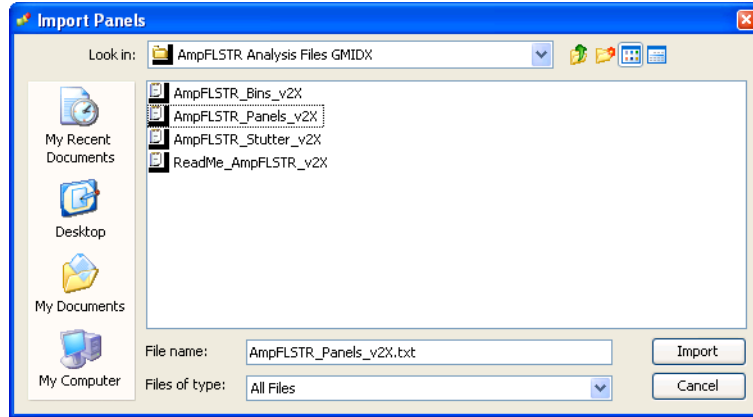 Import Panels
Look in: AmpFLSTR Analysis Files GMIDX
My Recent
Documents
Desktop
My Documents
My Computer
AmpFLSTR_Bins_v2X
AmpFLSTR_Panels_v2X
AmpFLSTR_Stutter_v2X
ReadMe_AmpFLSTR_v2X
File name: AmpFLSTR_Panels_v2X.txt Import
Files of type: All Files Cancel